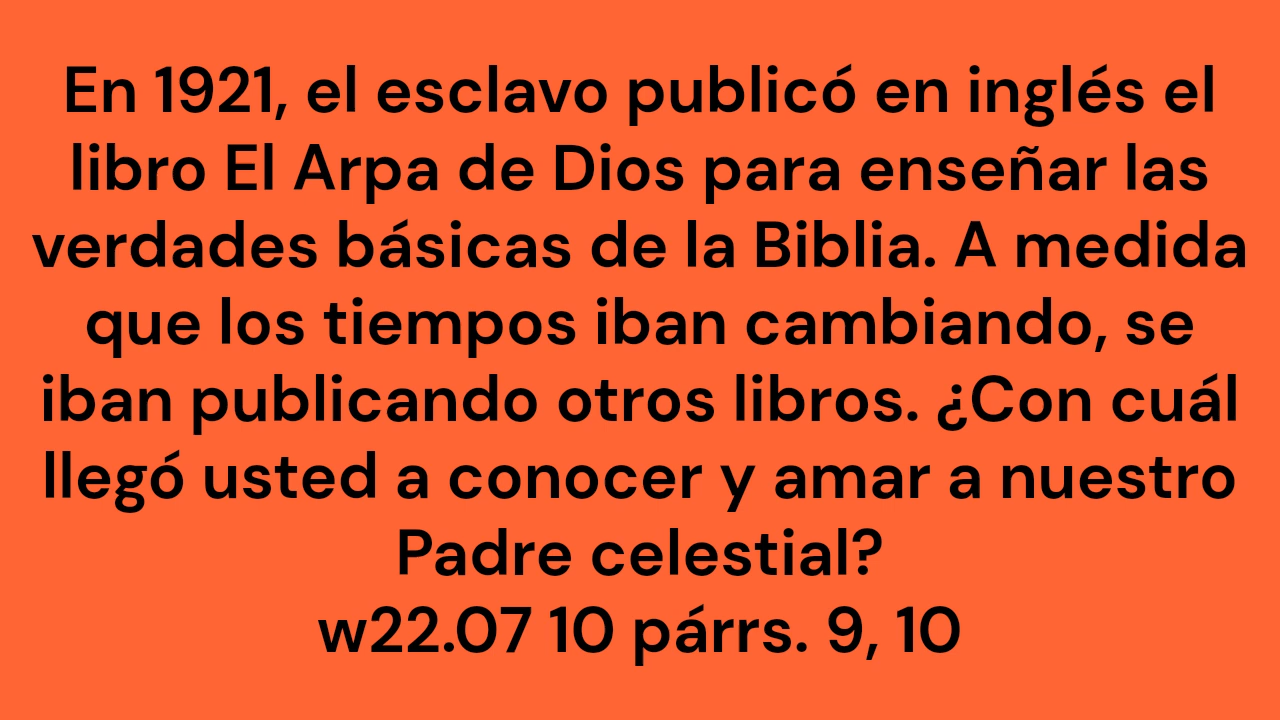 En 1921, el esclavo publicó en inglés el
libro El Arpa de Dios para enseñar las
verdades básicas de la Biblia. A medida
que los tiempos iban cambiando, se
iban publicando otros libros. ¿Con cuál
llegó usted a conocer y amar a nuestro
Padre celestial?
w22.07 10 párrs. 9, 10